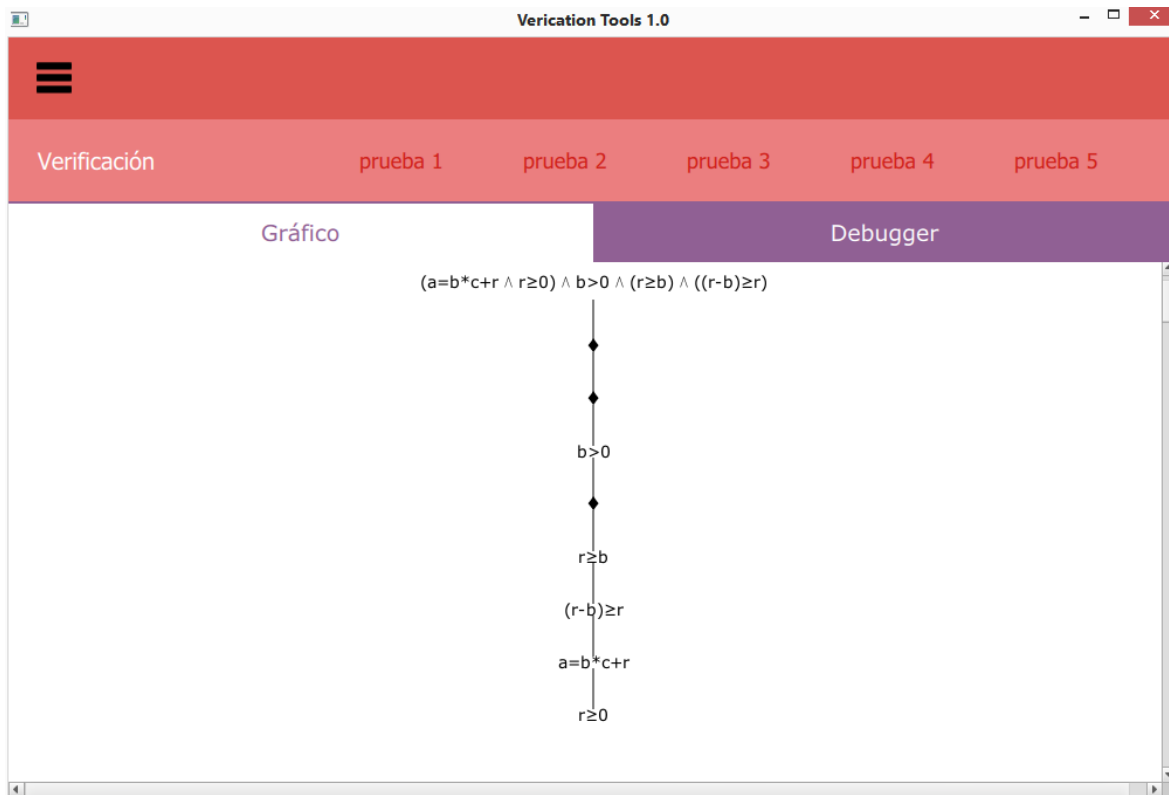 Verication Tools 1.0
Verificación prueba 1 prueba 2 prueba 3 prueba 4 prueba 5
Gráfico Debugger
(a=b*c+r ∧ r≥0) ∧ b>0 ∧ (r≥b) ∧ ((r-b)≥r)
b>0
r≥b
(r-b)≥r
a=b*c+r
r≥0